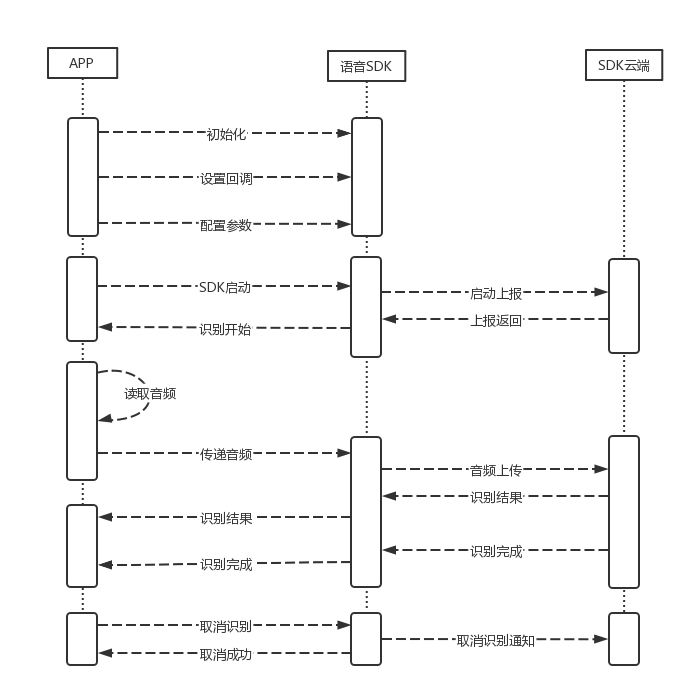 APP
语音SDK
SDK云端
初始化
设置回调
配置参数
SDK启动
启动上报
上报返回
识别开始
读取音频
传递音频
音频上传
识别结果
识别结果
识别完成
识别完成
取消识别
取消识别通知
取消成功